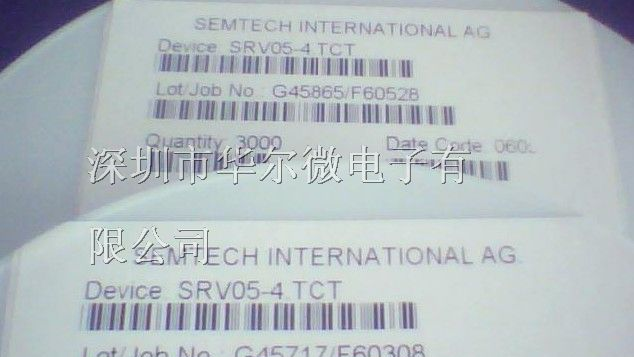 SEMTECH INTERNATIONAL AG
Device SRV05-4.TCT
Lot/Job No : G45865/F60528
Quantity 3000 Date Code
深圳市华尔微电子有
限公司
SEMTECH INTERNATIONAL AG
Device SRV05-4.TCT
Lot/Job No : G45717/F60308